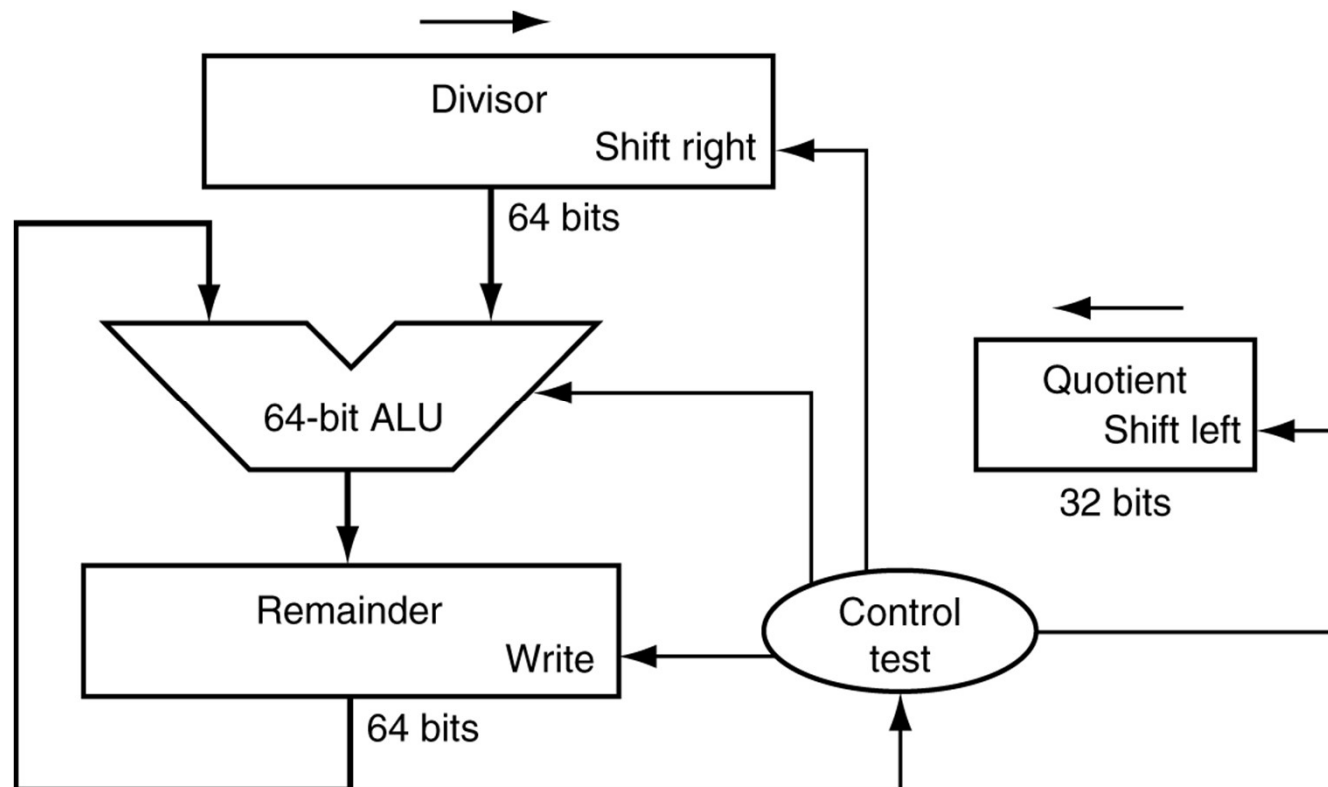 Divisor
Shift right
64 bits
64-bit ALU
Quotient
Shift left
32 bits
Remainder
Write
64 bits
Control
test